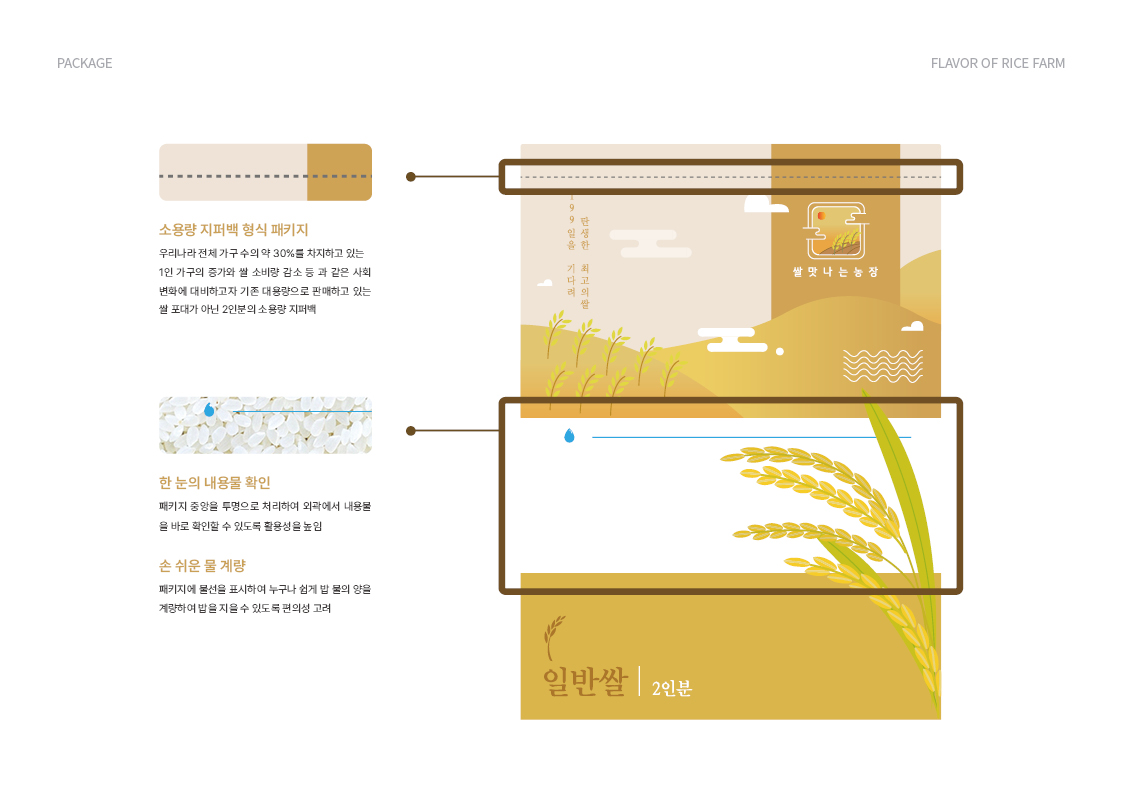 PACKAGE
FLAVOR OF RICE FARM
소용량 지퍼백 형식 패키지
우리나라 전체 가구 수의 약 30%를 차지하고 있는
1인 가구의 증가와 쌀 소비량 감소 등 과 같은 사회
변화에 대비하고자 기존 대용량으로 판매하고 있는
쌀 포대가 아닌 2인분의 소용량 지퍼백
한 눈의 내용물 확인
패키지 중앙을 투명으로 처리하여 외곽에서 내용물
을 바로 확인할 수 있도록 활용성을 높임
손 쉬운 물 계량
패키지에 물선을 표시하여 누구나 쉽게 밥 물의 양을
계량하여 밥을 지을 수 있도록 편의성 고려
199일을 기다려
탄생한 최고의쌀
쌀맛나는농장
일반쌀
2인분